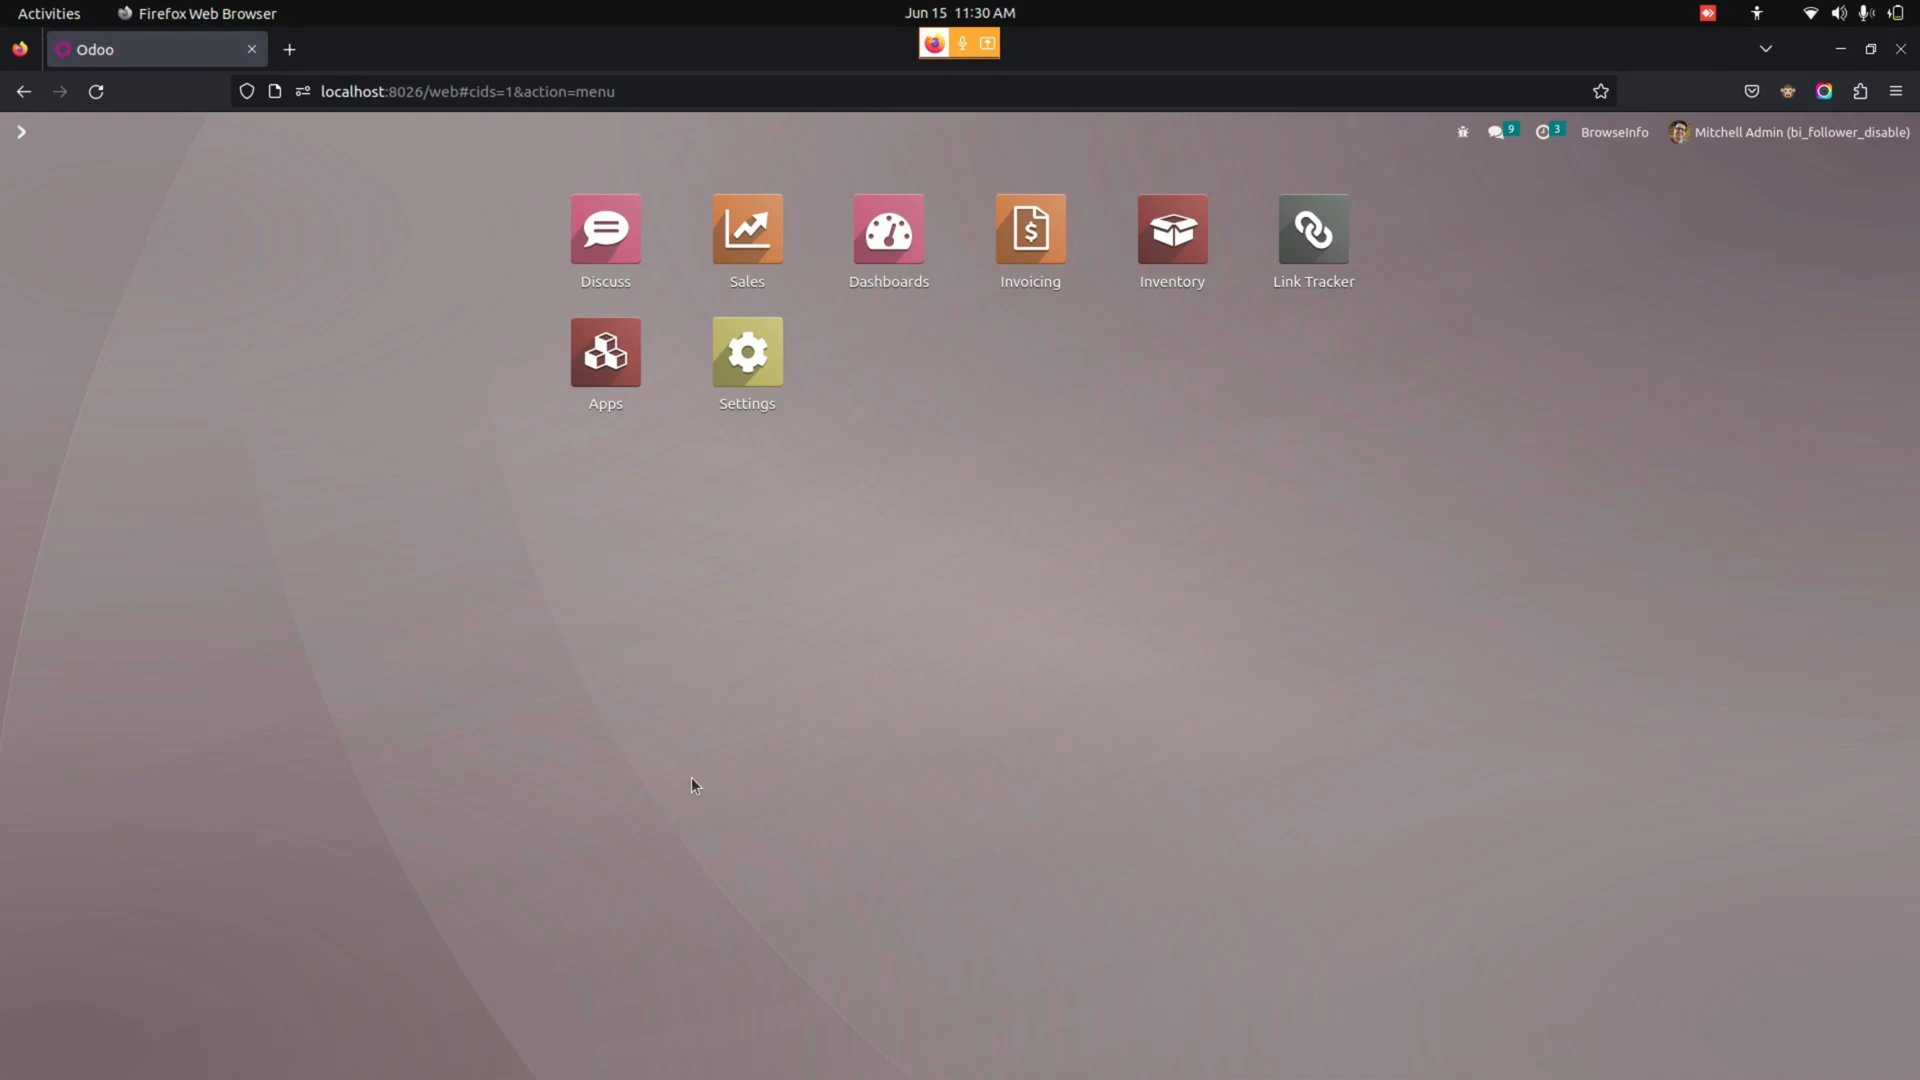 Activities Firefox Web Browser Jun 15 11:30 AM
Odoo
localhost:8026/web#cids=1&action=menu
9 3 BrowseInfo Mitchell Admin (bi_follower_disable)
Discuss Sales Dashboards Invoicing Inventory Link Tracker
Apps Settings